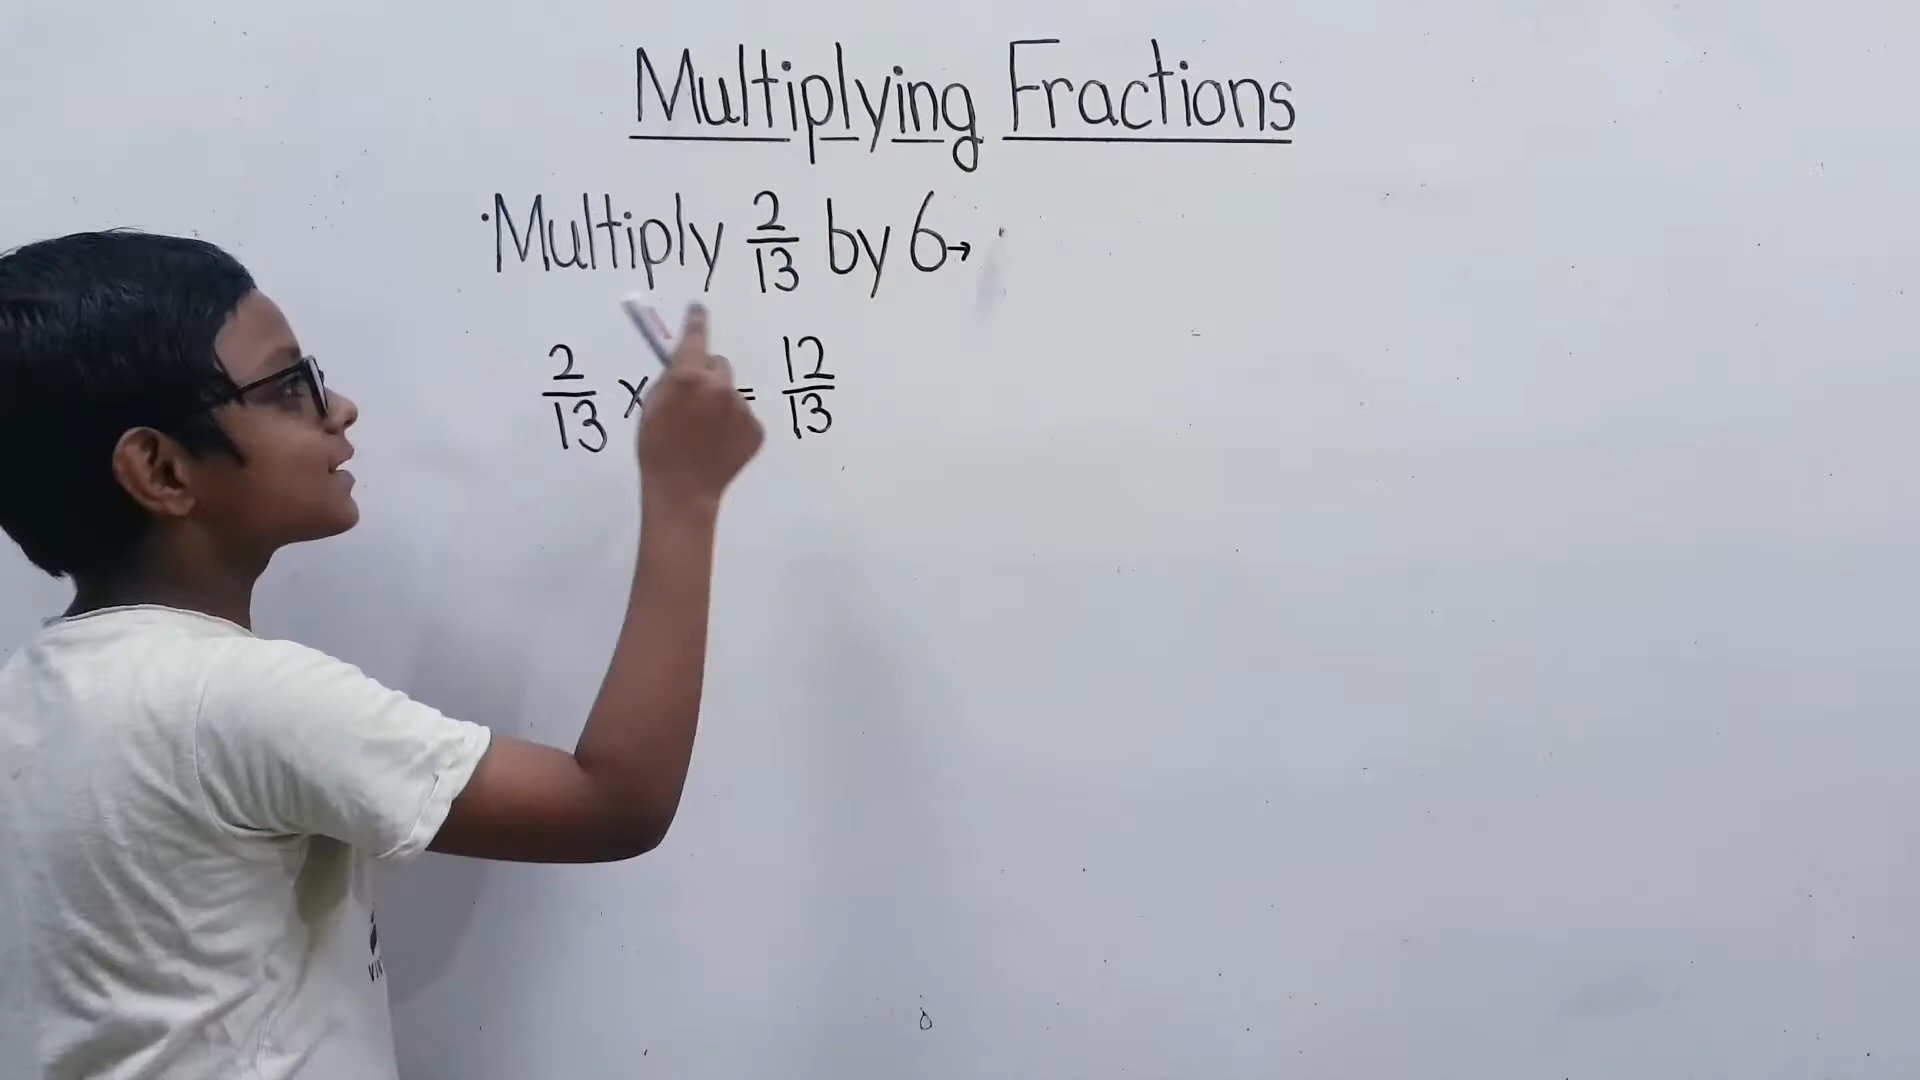 Multiplying Fractions
·Multiply 2/13 by 6→
2/13 × = 12/13